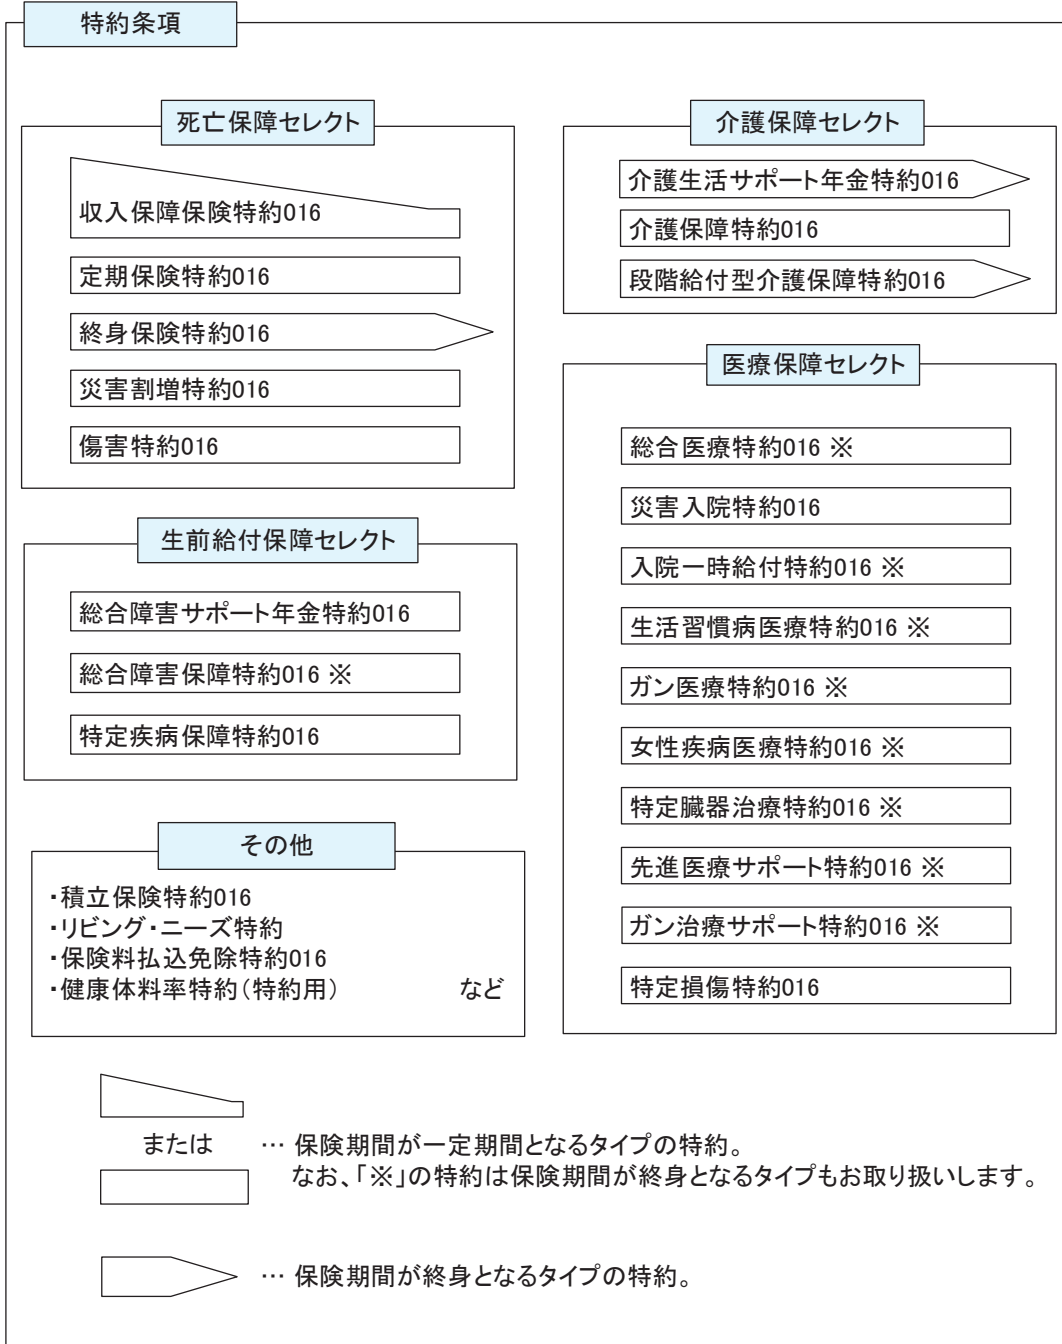 特約条項
死亡保障セレクト
収入保障保険特約016
定期保険特約016
終身保険特約016
災害割増特約016
傷害特約016
生前給付保障セレクト
総合障害サポート年金特約016
総合障害保障特約016 ※
特定疾病保障特約016
その他
・積立保険特約016
・リビング・ニーズ特約
・保険料払込免除特約016
・健康体料率特約（特約用） など
介護保障セレクト
介護生活サポート年金特約016
介護保障特約016
段階給付型介護保障特約016
医療保障セレクト
総合医療特約016 ※
災害入院特約016
入院一時給付特約016 ※
生活習慣病医療特約016 ※
ガン医療特約016 ※
女性疾病医療特約016 ※
特定臓器治療特約016 ※
先進医療サポート特約016 ※
ガン治療サポート特約016 ※
特定損傷特約016
または … 保険期間が一定期間となるタイプの特約。
なお、「※」の特約は保険期間が終身となるタイプもお取り扱いします。
… 保険期間が終身となるタイプの特約。